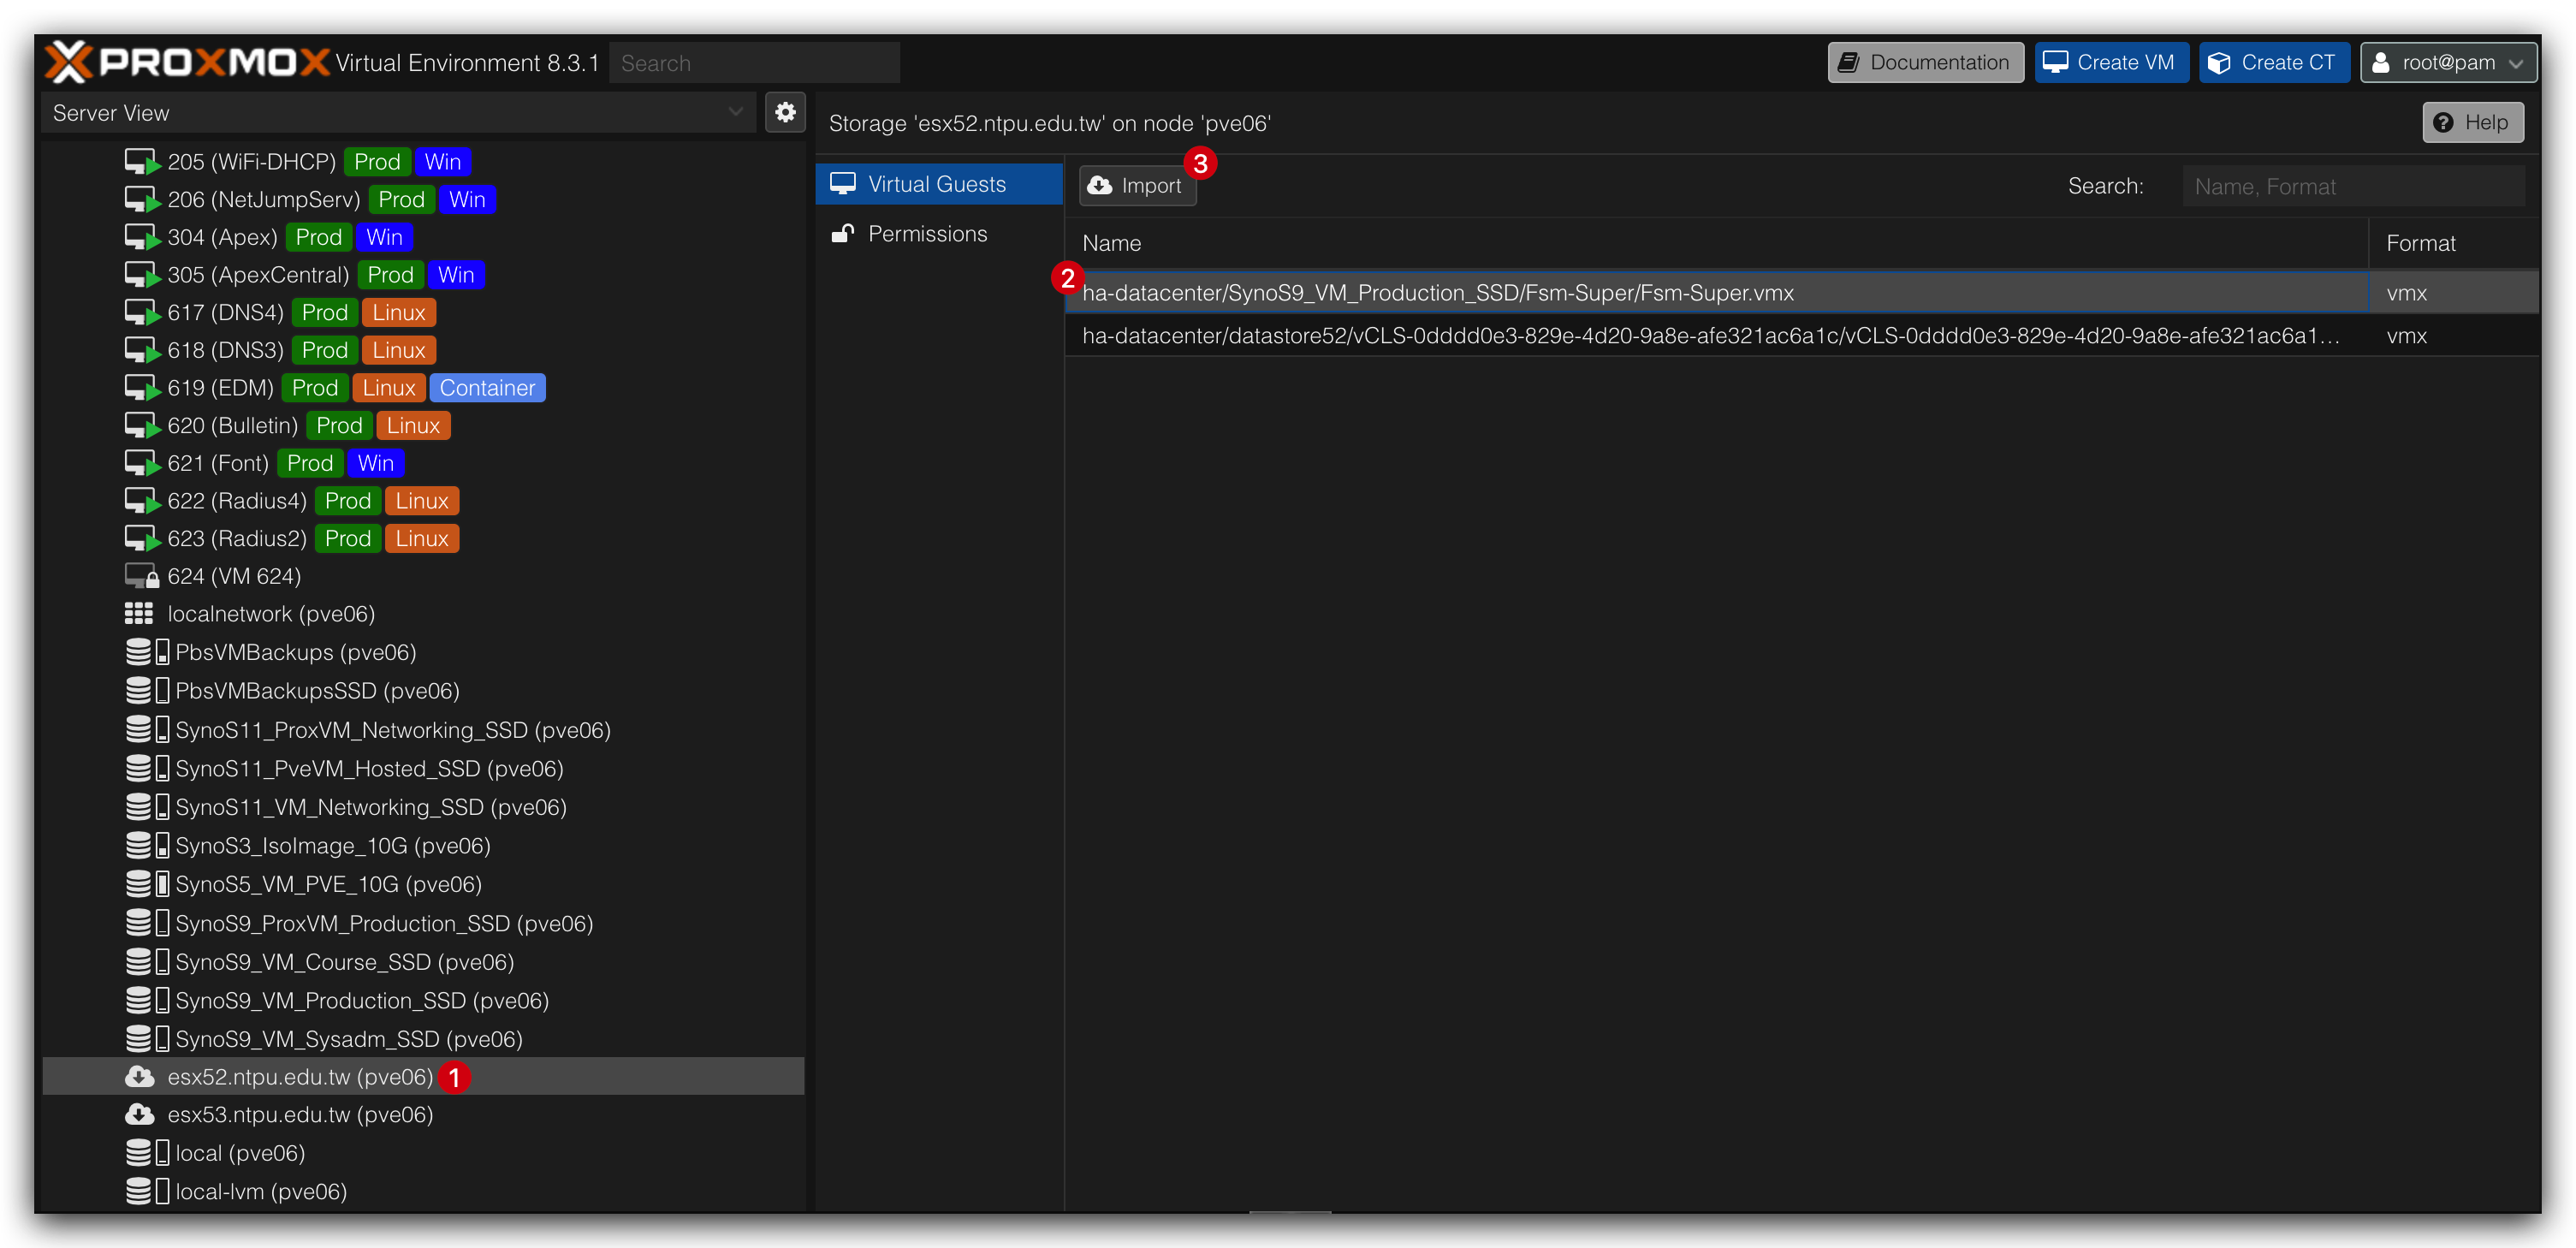 PROXMOX Virtual Environment 8.3.1 Search Documentation Create VM Create CT root@pam
Server View
205 (WiFi-DHCP) Prod Win
206 (NetJumpServ) Prod Win
304 (Apex) Prod Win
305 (ApexCentral) Prod Win
617 (DNS4) Prod Linux
618 (DNS3) Prod Linux
619 (EDM) Prod Linux Container
620 (Bulletin) Prod Linux
621 (Font) Prod Win
622 (Radius4) Prod Linux
623 (Radius2) Prod Linux
624 (VM 624)
localnetwork (pve06)
PbsVMBackups (pve06)
PbsVMBackupsSSD (pve06)
SynoS11_ProxVM_Networking_SSD (pve06)
SynoS11_PveVM_Hosted_SSD (pve06)
SynoS11_VM_Networking_SSD (pve06)
SynoS3_IsoImage_10G (pve06)
SynoS5_VM_PVE_10G (pve06)
SynoS9_ProxVM_Production_SSD (pve06)
SynoS9_VM_Course_SSD (pve06)
SynoS9_VM_Production_SSD (pve06)
SynoS9_VM_Sysadm_SSD (pve06)
esx52.ntpu.edu.tw (pve06) 1
esx53.ntpu.edu.tw (pve06)
local (pve06)
local-lvm (pve06)
Storage 'esx52.ntpu.edu.tw' on node 'pve06' Help
Virtual Guests
Permissions
Import 3 Search: Name, Format
Name Format
2 ha-datacenter/SynoS9_VM_Production_SSD/Fsm-Super/Fsm-Super.vmx vmx
ha-datacenter/datastore52/vCLS-0dddd0e3-829e-4d20-9a8e-afe321ac6a1c/vCLS-0dddd0e3-829e-4d20-9a8e-afe321ac6a1... vmx